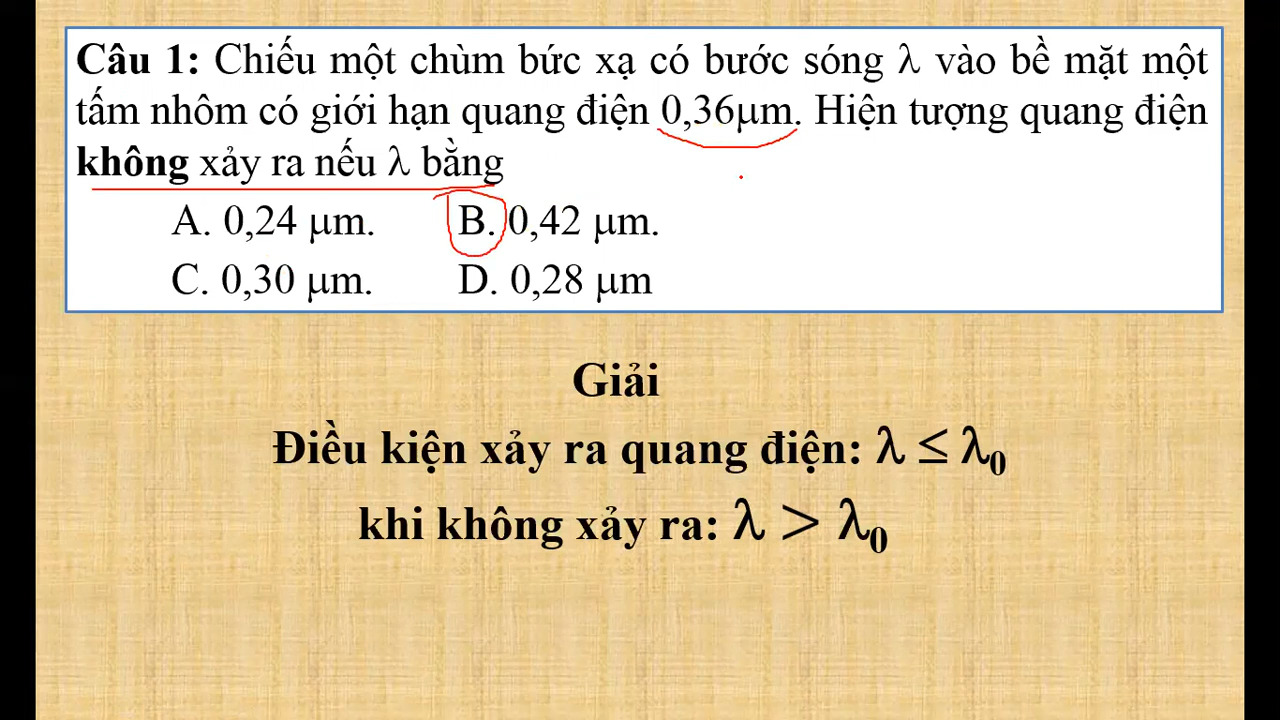 Câu 1: Chiếu một chùm bức xạ có bước sóng λ vào bề mặt một
tấm nhôm có giới hạn quang điện 0,36μm. Hiện tượng quang điện
không xảy ra nếu λ bằng
A. 0,24 μm. B. 0,42 μm.
C. 0,30 μm. D. 0,28 μm
Giải
Điều kiện xảy ra quang điện: λ ≤ λ₀
khi không xảy ra: λ > λ₀